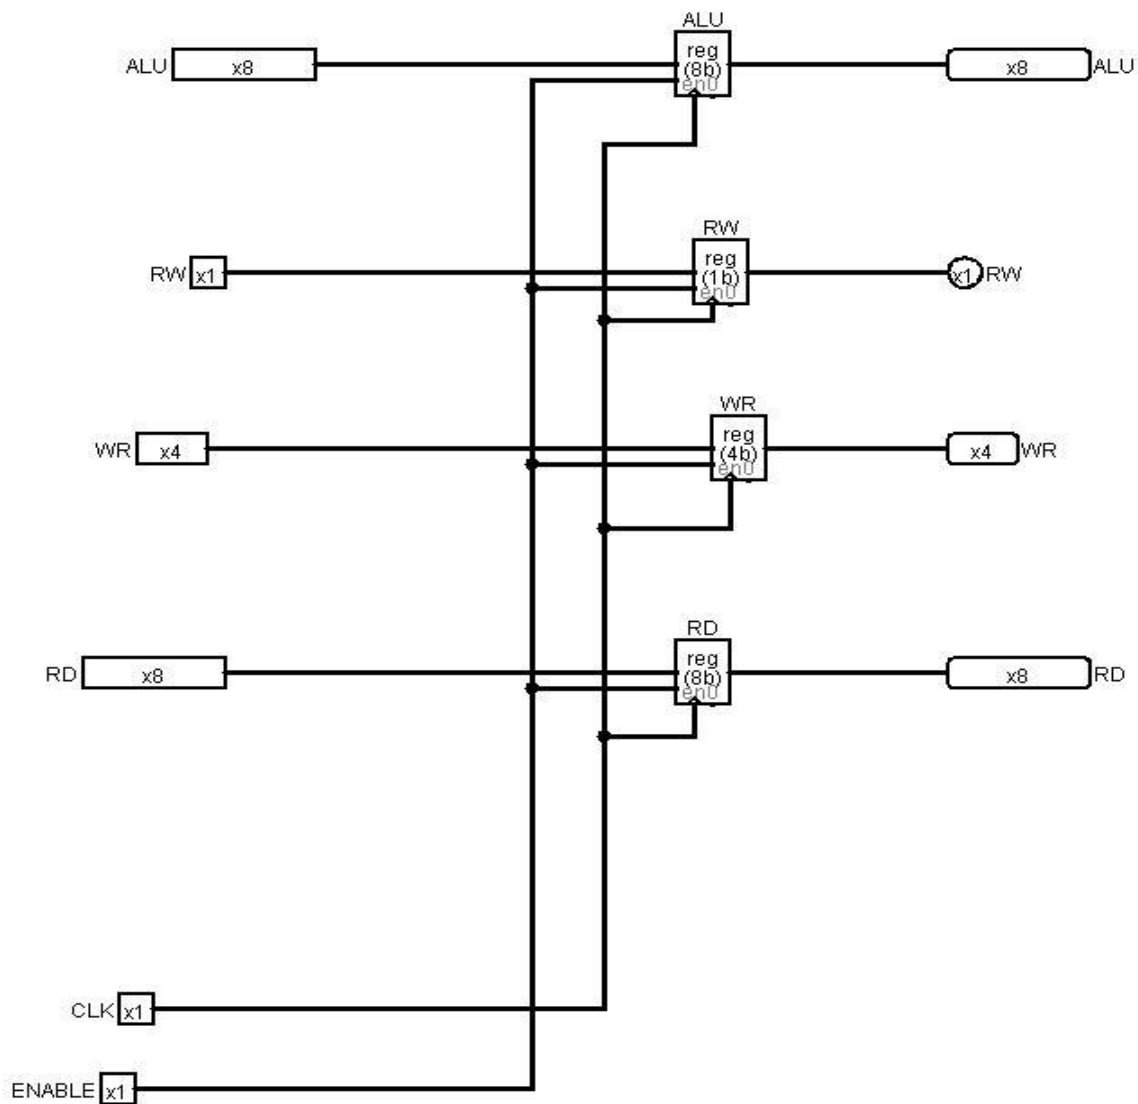 ALU
ALU x8 reg (8b) en0 x8 ALU
RW
RW x1 reg (1b) en0 x1 RW
WR
WR x4 reg (4b) en0 x4 WR
RD
RD x8 reg (8b) en0 x8 RD
CLK x1
ENABLE x1